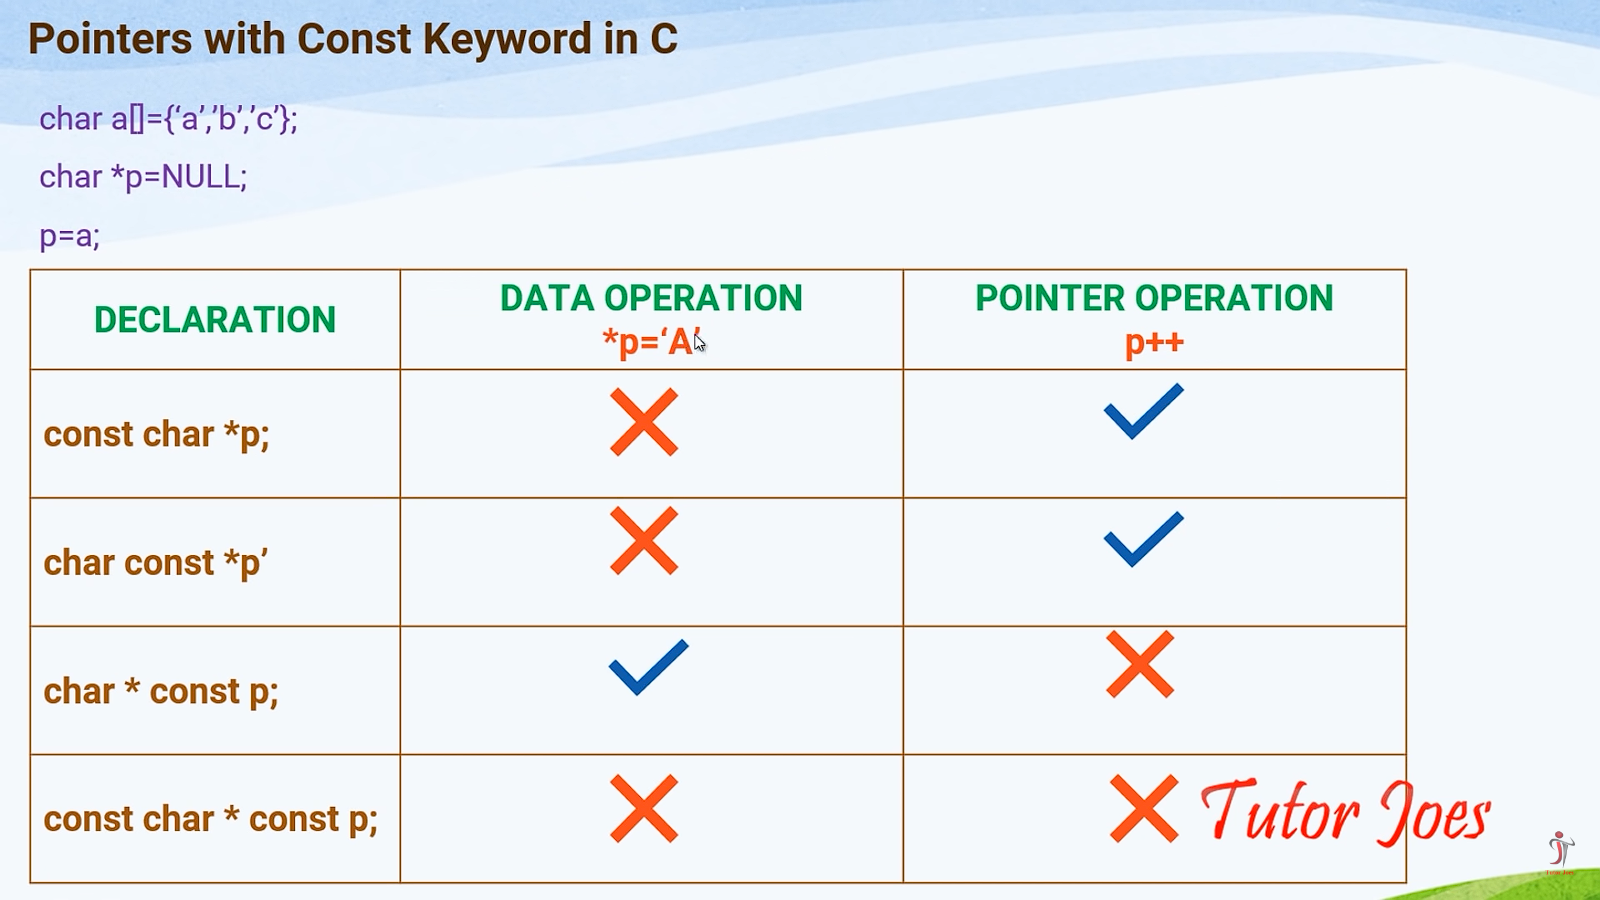 Pointers with Const Keyword in C
char a[]={‘a’,’b’,’c’};
char *p=NULL;
p=a;
DECLARATION
DATA OPERATION
*p=‘A’
POINTER OPERATION
p++
const char *p;
char const *p’
char * const p;
const char * const p;
Tutor Joes
Tutor Joes